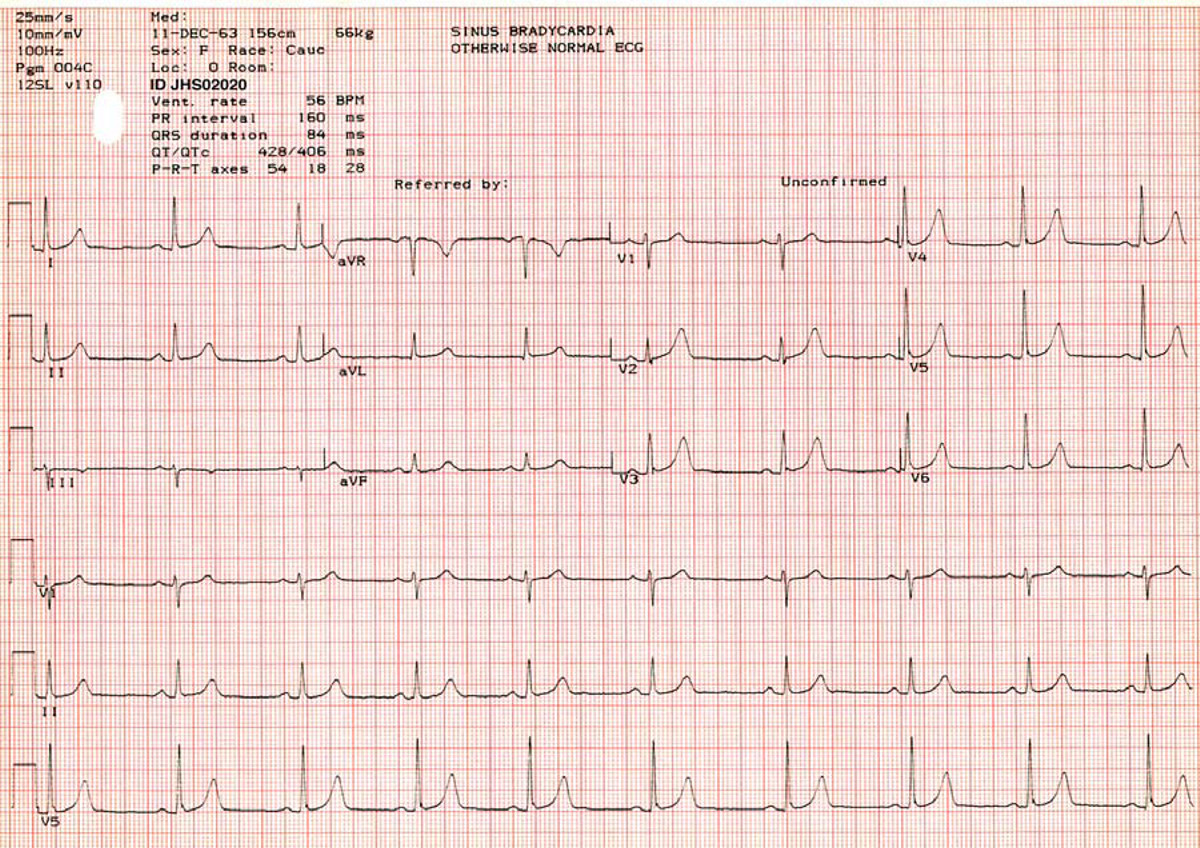 25mm/s
10mm/mV
100Hz
Pgm 004C
12SL v110
Med:
11-DEC-63 156cm 66kg
Sex: F Race: Cauc
Loc: 0 Room:
ID JHS02020
Vent. rate 56 BPM
PR interval 160 ms
QRS duration 84 ms
QT/QTc 428/406 ms
P-R-T axes 54 18 28
SINUS BRADYCARDIA
OTHERWISE NORMAL ECG
Referred by:
Unconfirmed
I aVR V1 V4
II aVL V2 V5
III aVF V3 V6
V1
II
V5